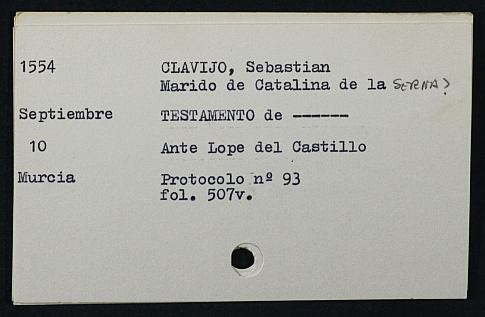 1554 CLAVIJO, Sebastian
Marido de Catalina de la SERNA?
Septiembre TESTAMENTO de ------
10 Ante Lope del Castillo
Murcia Protocolo nº 93
fol. 507v.